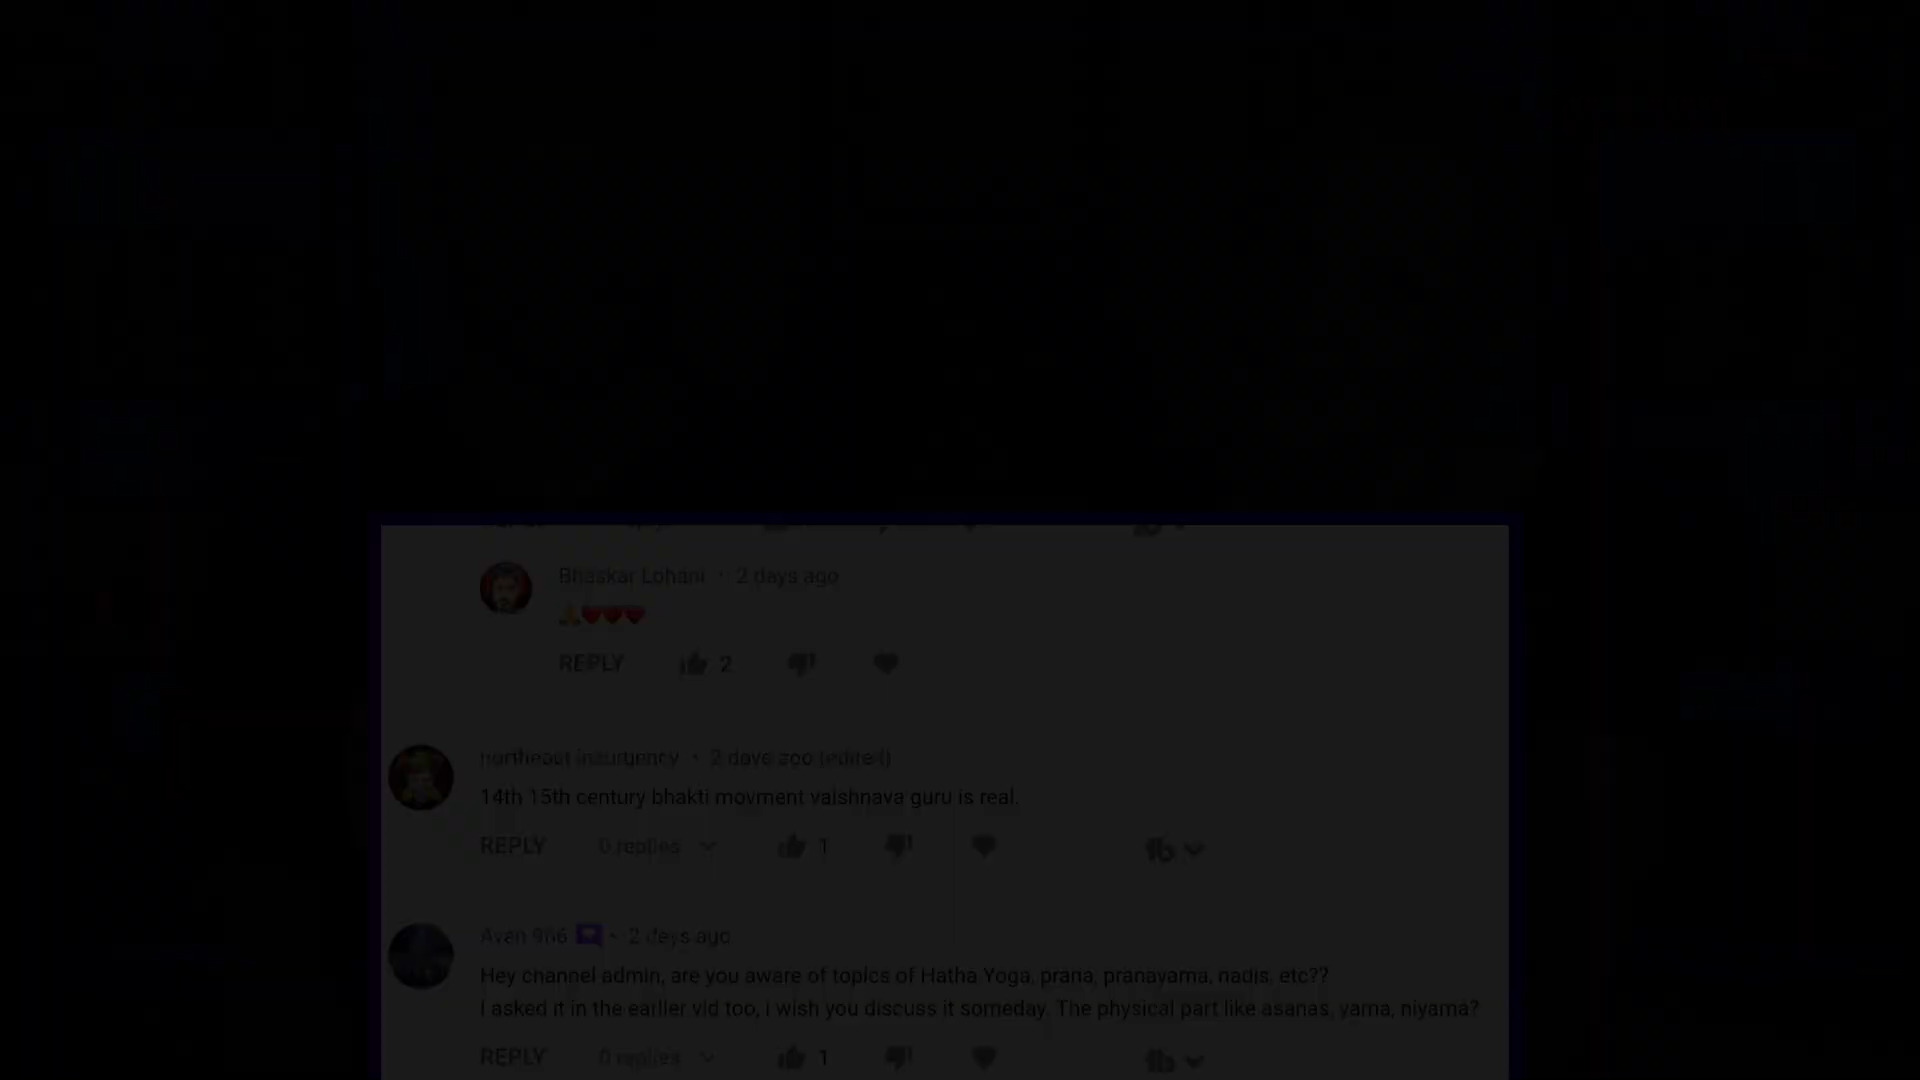 Bhaskar Lohani · 2 days ago
🙏❤️❤️❤️
REPLY 2
northeast insurgency · 2 days ago (edited)
14th 15th century bhakti movment vaishnava guru is real.
REPLY 0 replies 1
Avan 966 · 2 days ago
Hey channel admin, are you aware of topics of Hatha Yoga, prana, pranayama, nadis, etc??
I asked it in the earlier vid too, i wish you discuss it someday. The physical part like asanas, yama, niyama?
REPLY 0 replies 1